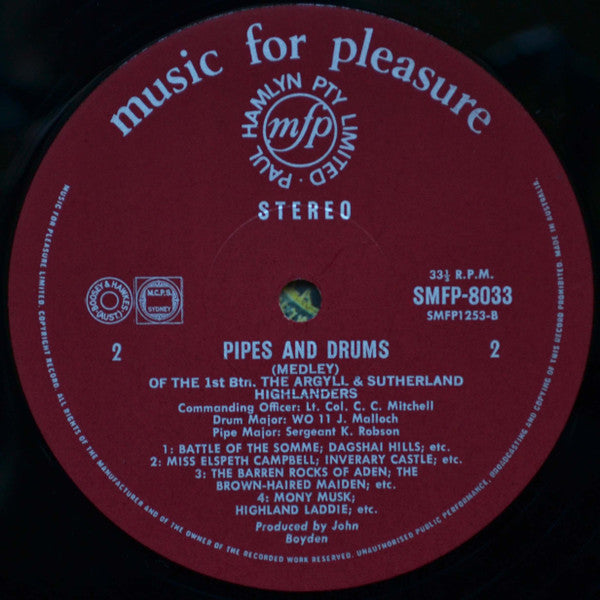 music for pleasure
PAUL HAMLYN PTY LIMITED ·
mfp
STEREO
33⅓ R.P.M.
SMFP-8033
SMFP1253-B
BOOSEY & HAWKES (AUST)
M.C.P.S.
SYDNEY
2
2
PIPES AND DRUMS
(MEDLEY)
OF THE 1st Btn. THE ARGYLL & SUTHERLAND
HIGHLANDERS
Commanding Officer: Lt. Col. C. C. Mitchell
Drum Major: WO 11 J. Malloch
Pipe Major: Sergeant K. Robson
1: BATTLE OF THE SOMME; DAGSHAI HILLS; etc.
2: MISS ELSPETH CAMPBELL; INVERARY CASTLE; etc.
3: THE BARREN ROCKS OF ADEN; THE
BROWN-HAIRED MAIDEN; etc.
4: MONY MUSK;
HIGHLAND LADDIE; etc.
Produced by John
Boyden
MUSIC FOR PLEASURE LIMITED. COPYRIGHT RECORD. ALL RIGHTS OF THE MANUFACTURER AND OF THE OWNER OF THE RECORDED WORK RESERVED. UNAUTHORISED PUBLIC PERFORMANCE, BROADCASTING AND COPYING OF THIS RECORD PROHIBITED. MADE IN AUSTRALIA.